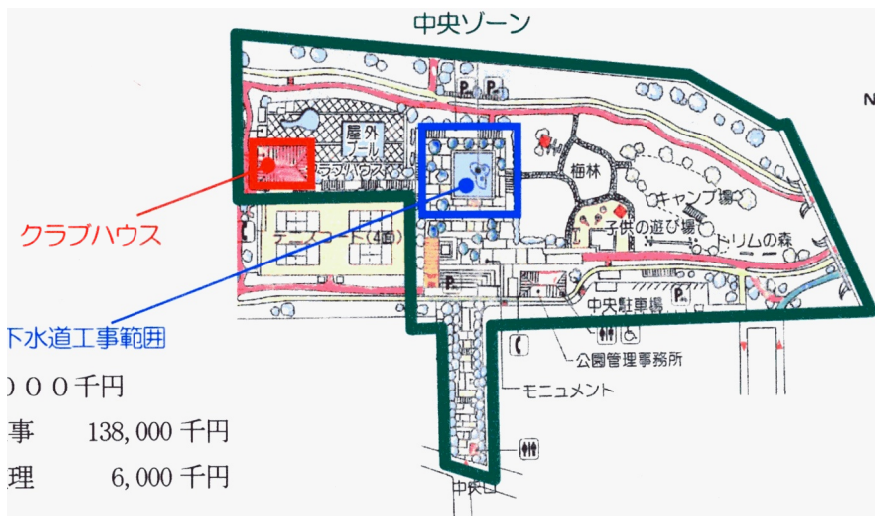 中央ゾーン
N
P
P
屋外
プール
クラブハウス
梅林
キャンプ場
クラブハウス
テニスコート(4面)
子供の遊び場
ドリムの森
P
中央駐車場
P
下水道工事範囲
公園管理事務所
０００千円
モニュメント
事 138,000 千円
理 6,000 千円
中央口